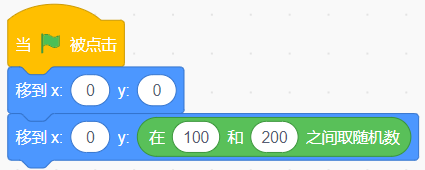 当 被点击
移到 x: 0 y: 0
移到 x: 0 y: 在 100 和 200 之间取随机数